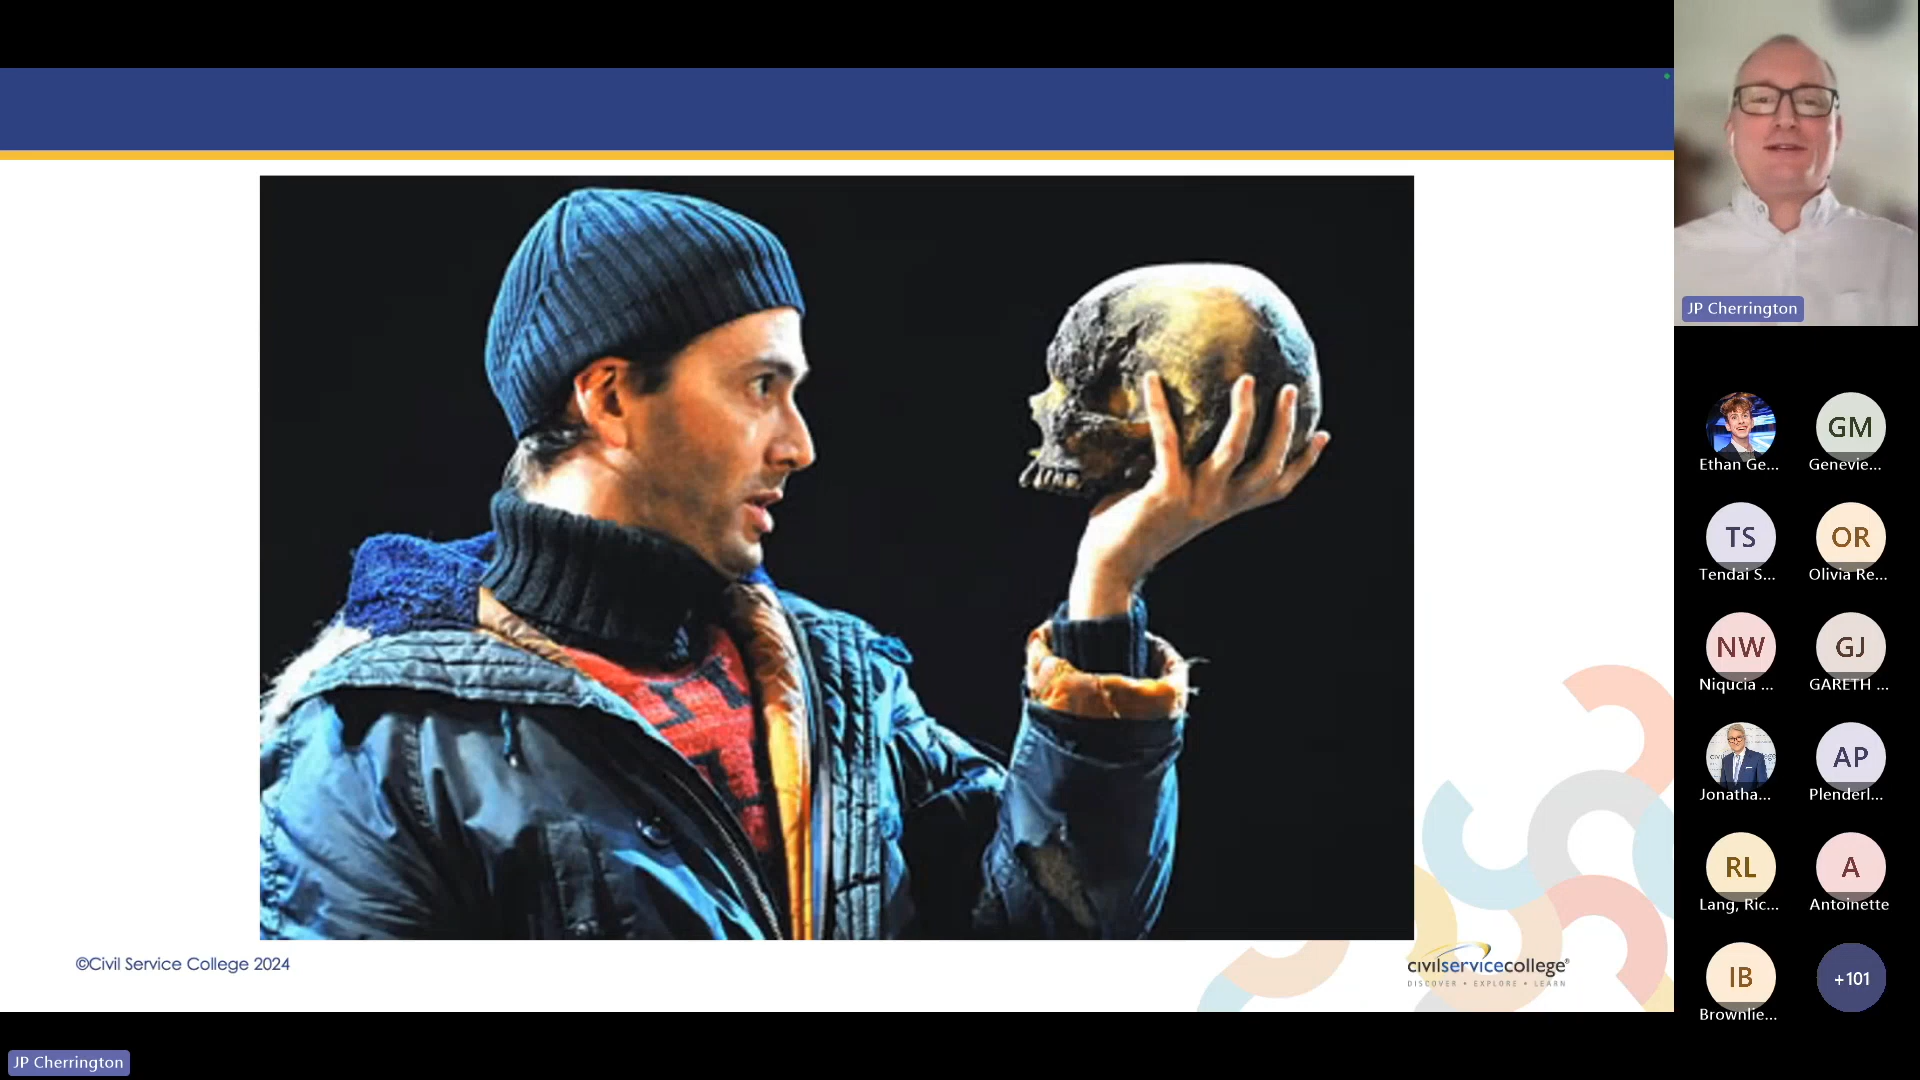 JP Cherrington
Ethan Ge...
GM
Genevie...
TS
Tendai S...
OR
Olivia Re...
NW
Niqucia ...
GJ
GARETH ...
Jonatha...
AP
Plenderl...
RL
Lang, Ric...
A
Antoinette
IB
Brownlie...
+101
©Civil Service College 2024
civilservicecollege®
DISCOVER • EXPLORE • LEARN
JP Cherrington